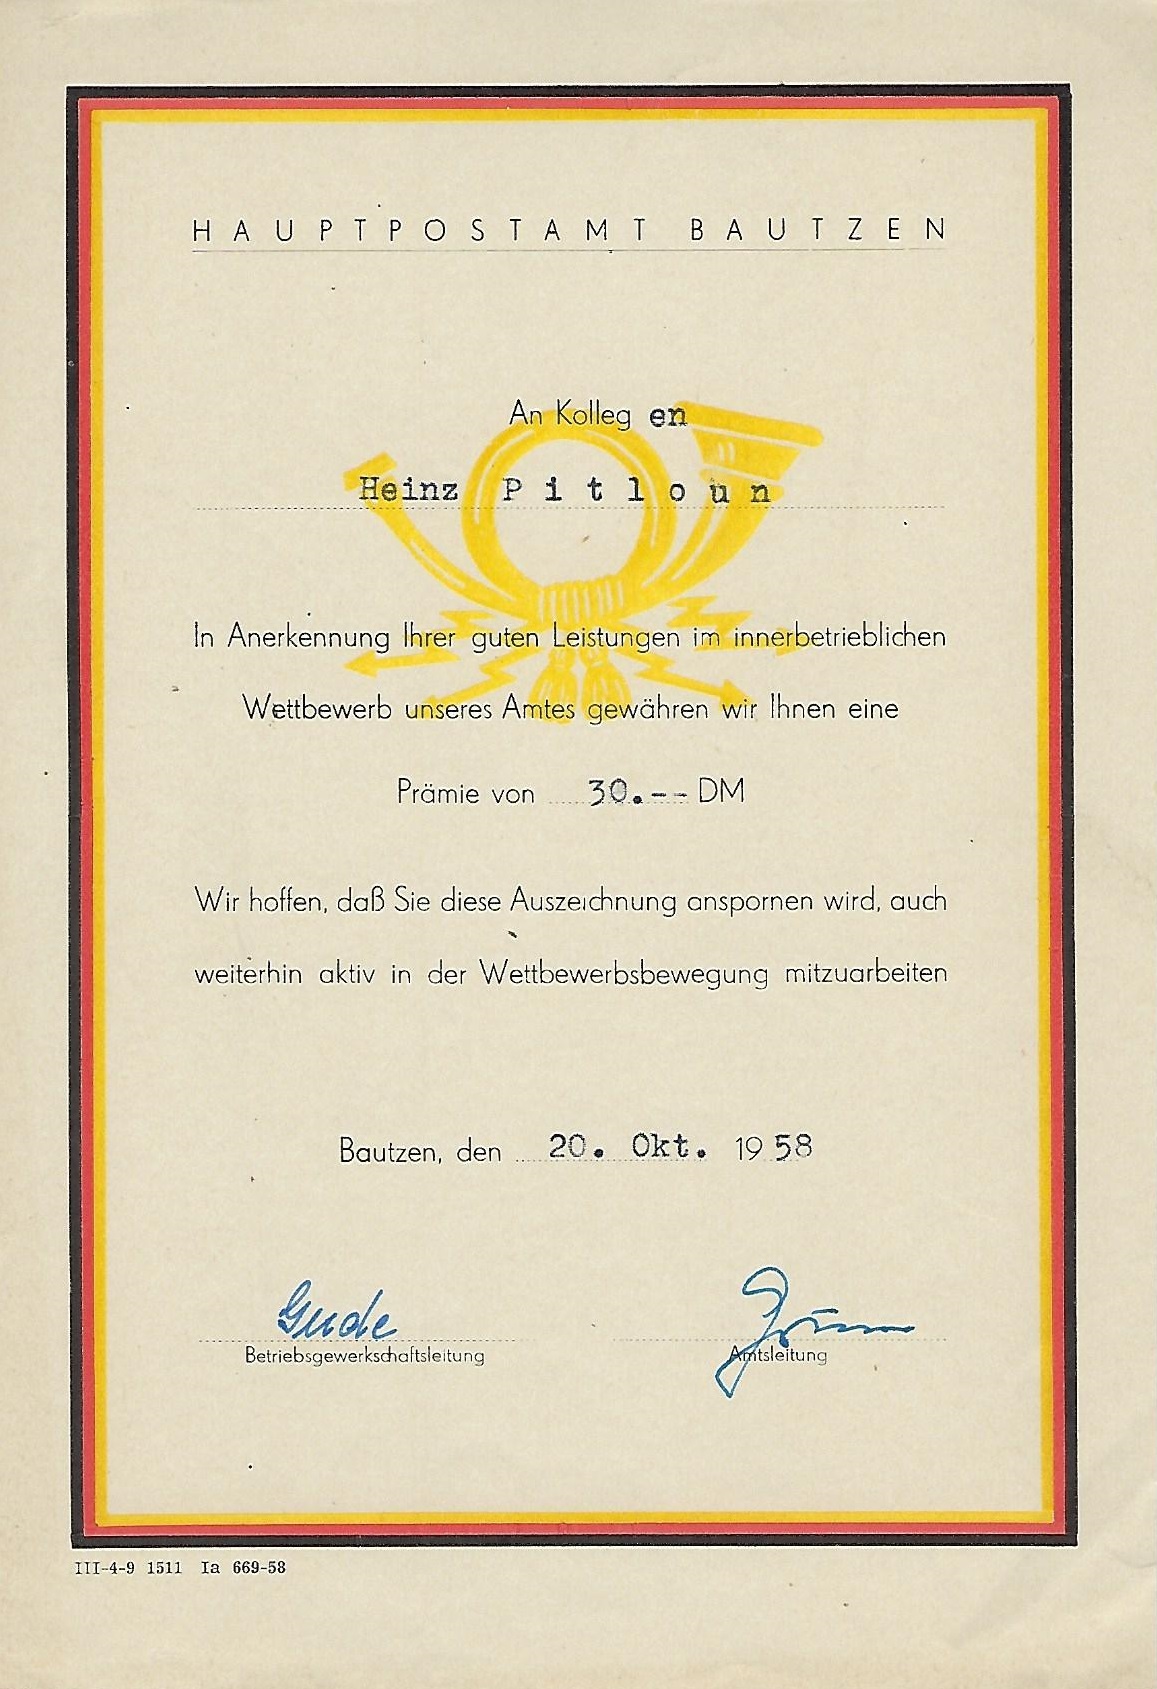 HAUPTPOSTAMT BAUTZEN
An Kolleg en
Heinz Pitloun
In Anerkennung Ihrer guten Leistungen im innerbetrieblichen
Wettbewerb unseres Amtes gewähren wir Ihnen eine
Prämie von 30.-- DM
Wir hoffen, daß Sie diese Auszeichnung anspornen wird, auch
weiterhin aktiv in der Wettbewerbsbewegung mitzuarbeiten
Bautzen, den 20. Okt. 1958
Gude
Betriebsgewerkschaftsleitung
Amtsleitung
III-4-9 1511 Ia 669-58